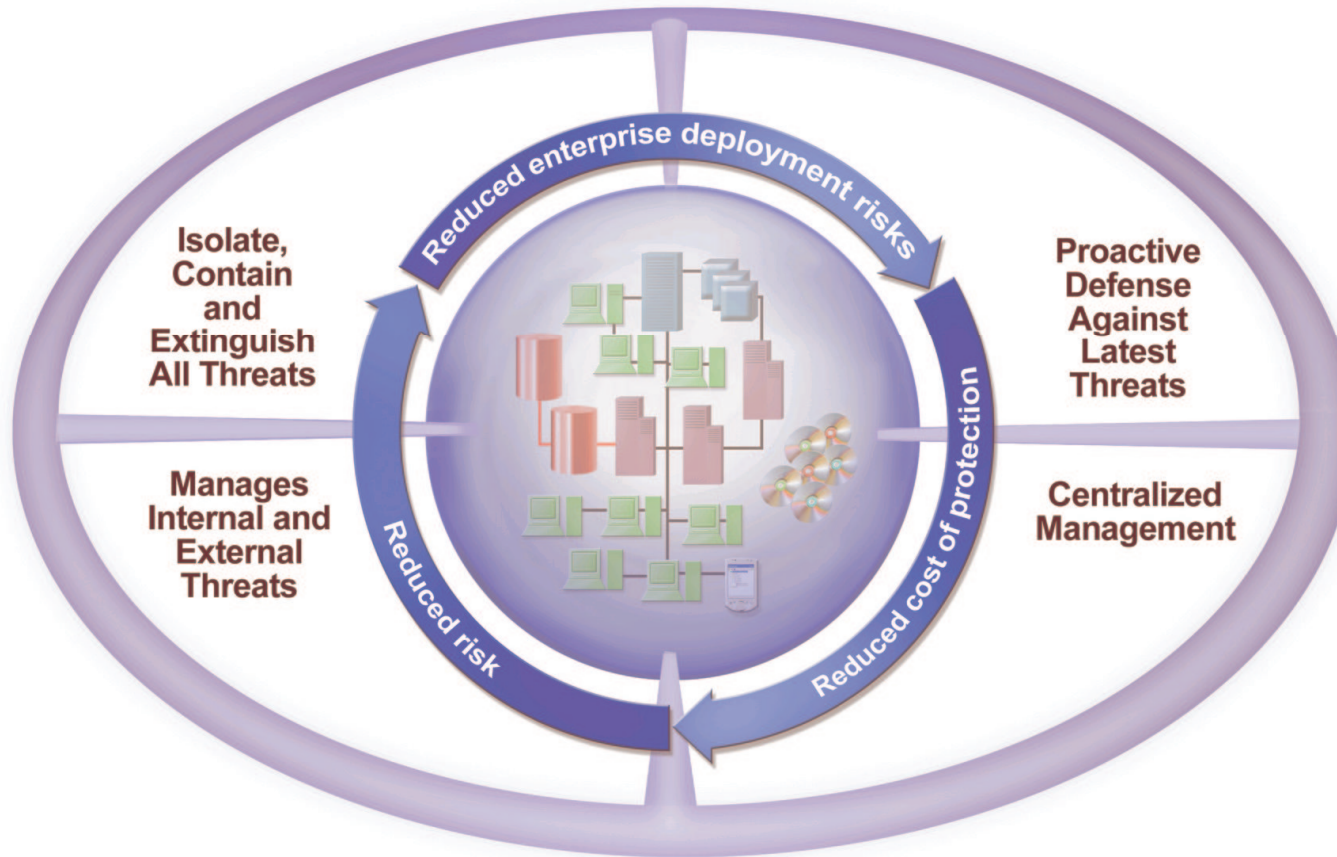 Reduced enterprise deployment risks
Isolate,
Contain
and
Extinguish
All Threats
Proactive
Defense
Against
Latest
Threats
Manages
Internal and
External
Threats
Centralized
Management
Reduced risk
Reduced cost of protection